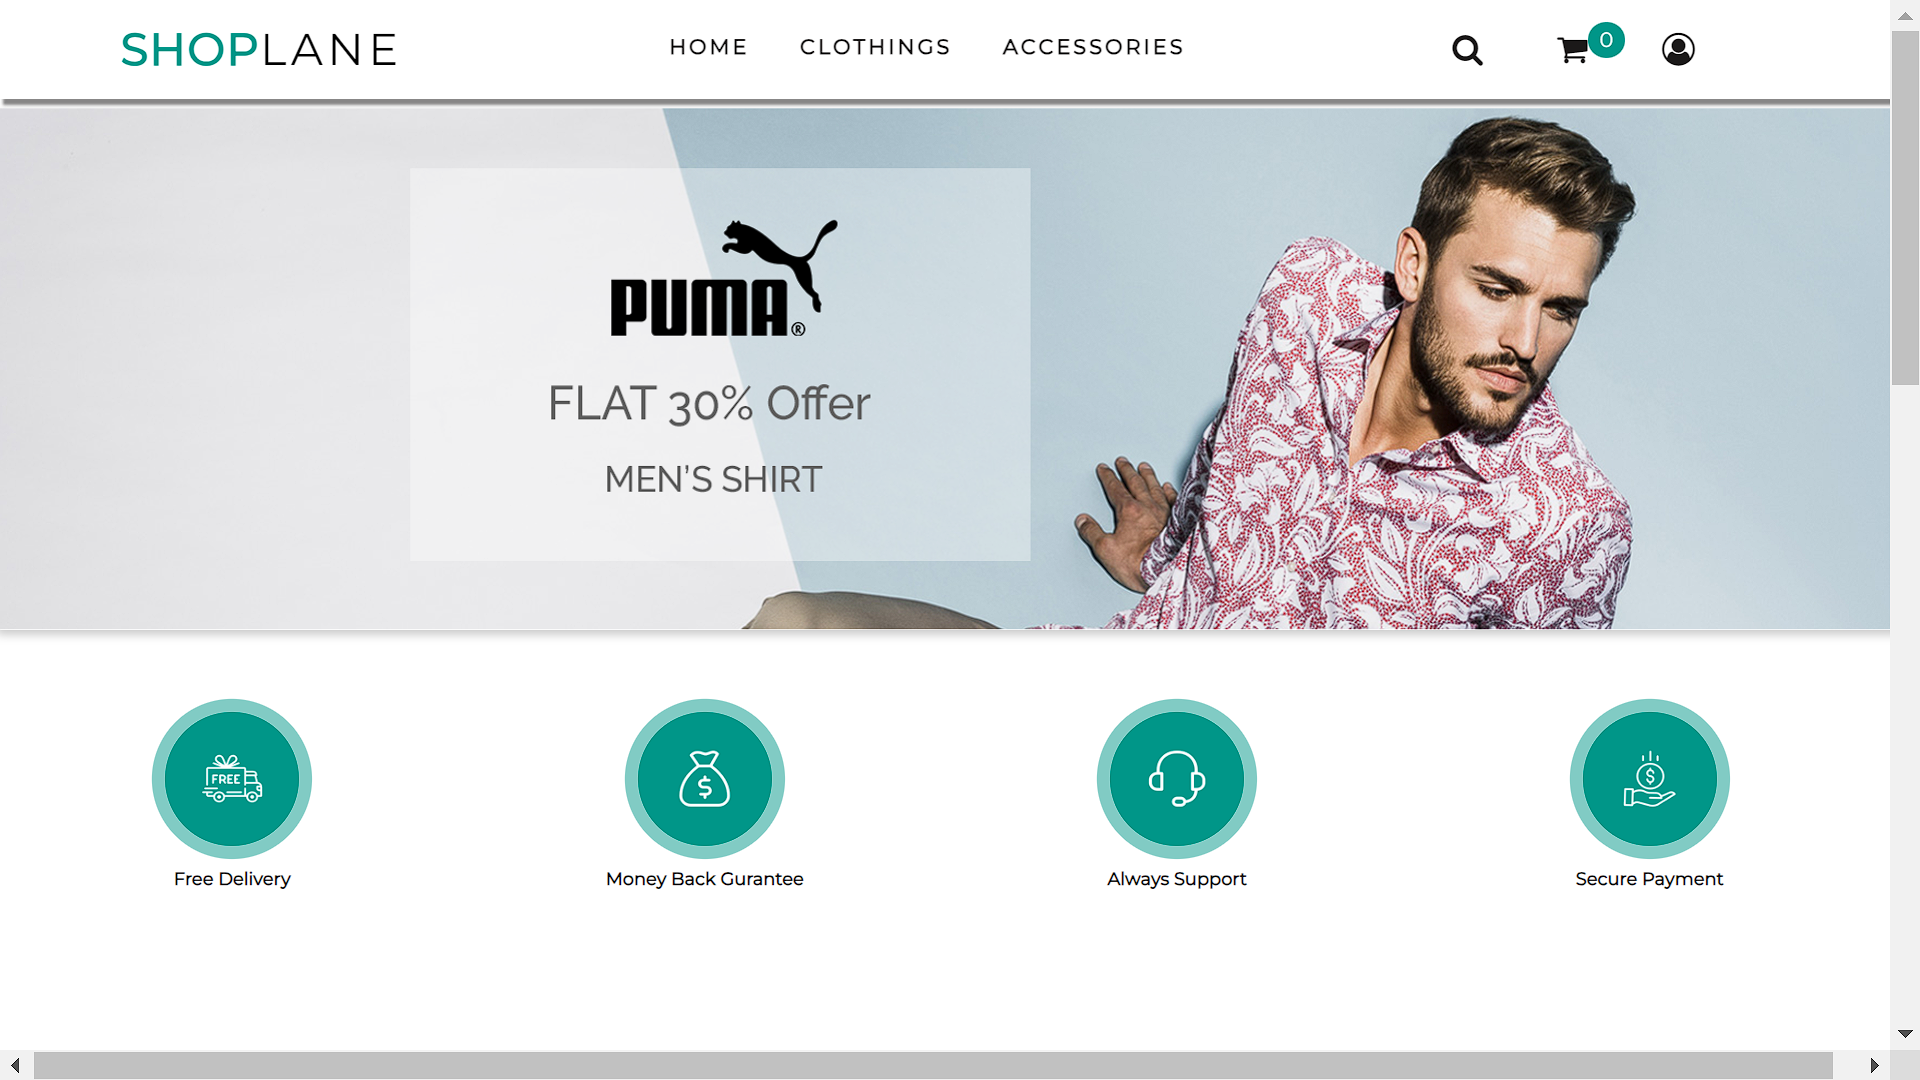 SHOPLANE HOME CLOTHINGS ACCESSORIES 0
PUMA®
FLAT 30% Offer
MEN'S SHIRT
FREE
Free Delivery
Money Back Gurantee
Always Support
Secure Payment